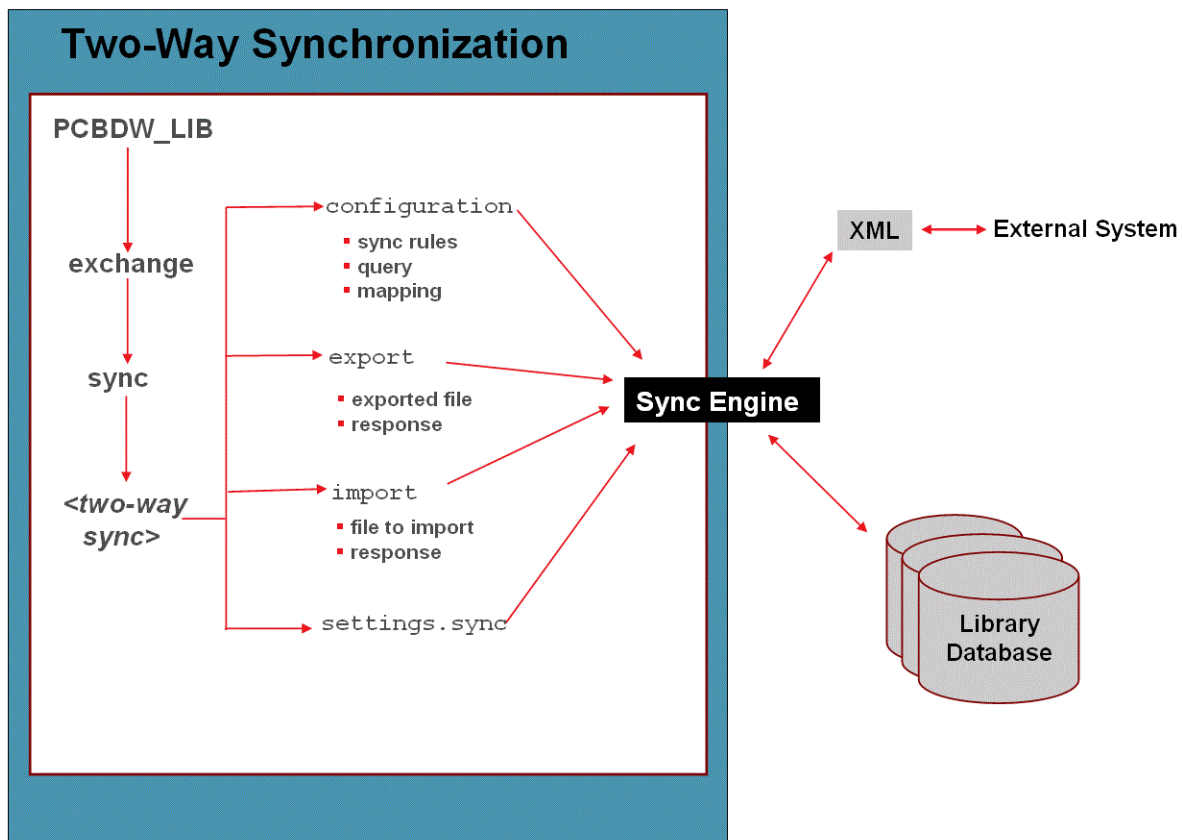 Two-Way Synchronization
PCBDW_LIB
exchange
sync
<two-way
sync>
configuration
sync rules
query
mapping
export
exported file
response
import
file to import
response
settings.sync
Sync Engine
XML
External System
Library
Database